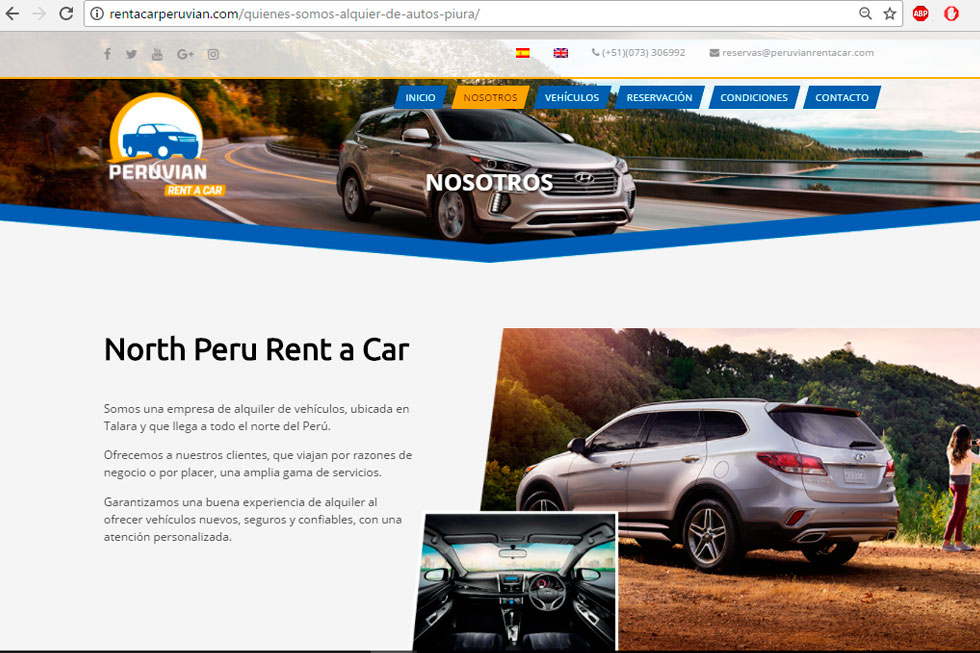 rentacarperuvian.com/quienes-somos-alquier-de-autos-piura/
ABP
(+51)(073) 306992
reservas@peruvianrentacar.com
INICIO
NOSOTROS
VEHÍCULOS
RESERVACIÓN
CONDICIONES
CONTACTO
PERUVIAN
RENT A CAR
NOSOTROS
North Peru Rent a Car
Somos una empresa de alquiler de vehículos, ubicada en
Talara y que llega a todo el norte del Perú.
Ofrecemos a nuestros clientes, que viajan por razones de
negocio o por placer, una amplia gama de servicios.
Garantizamos una buena experiencia de alquiler al
ofrecer vehículos nuevos, seguros y confiables, con una
atención personalizada.